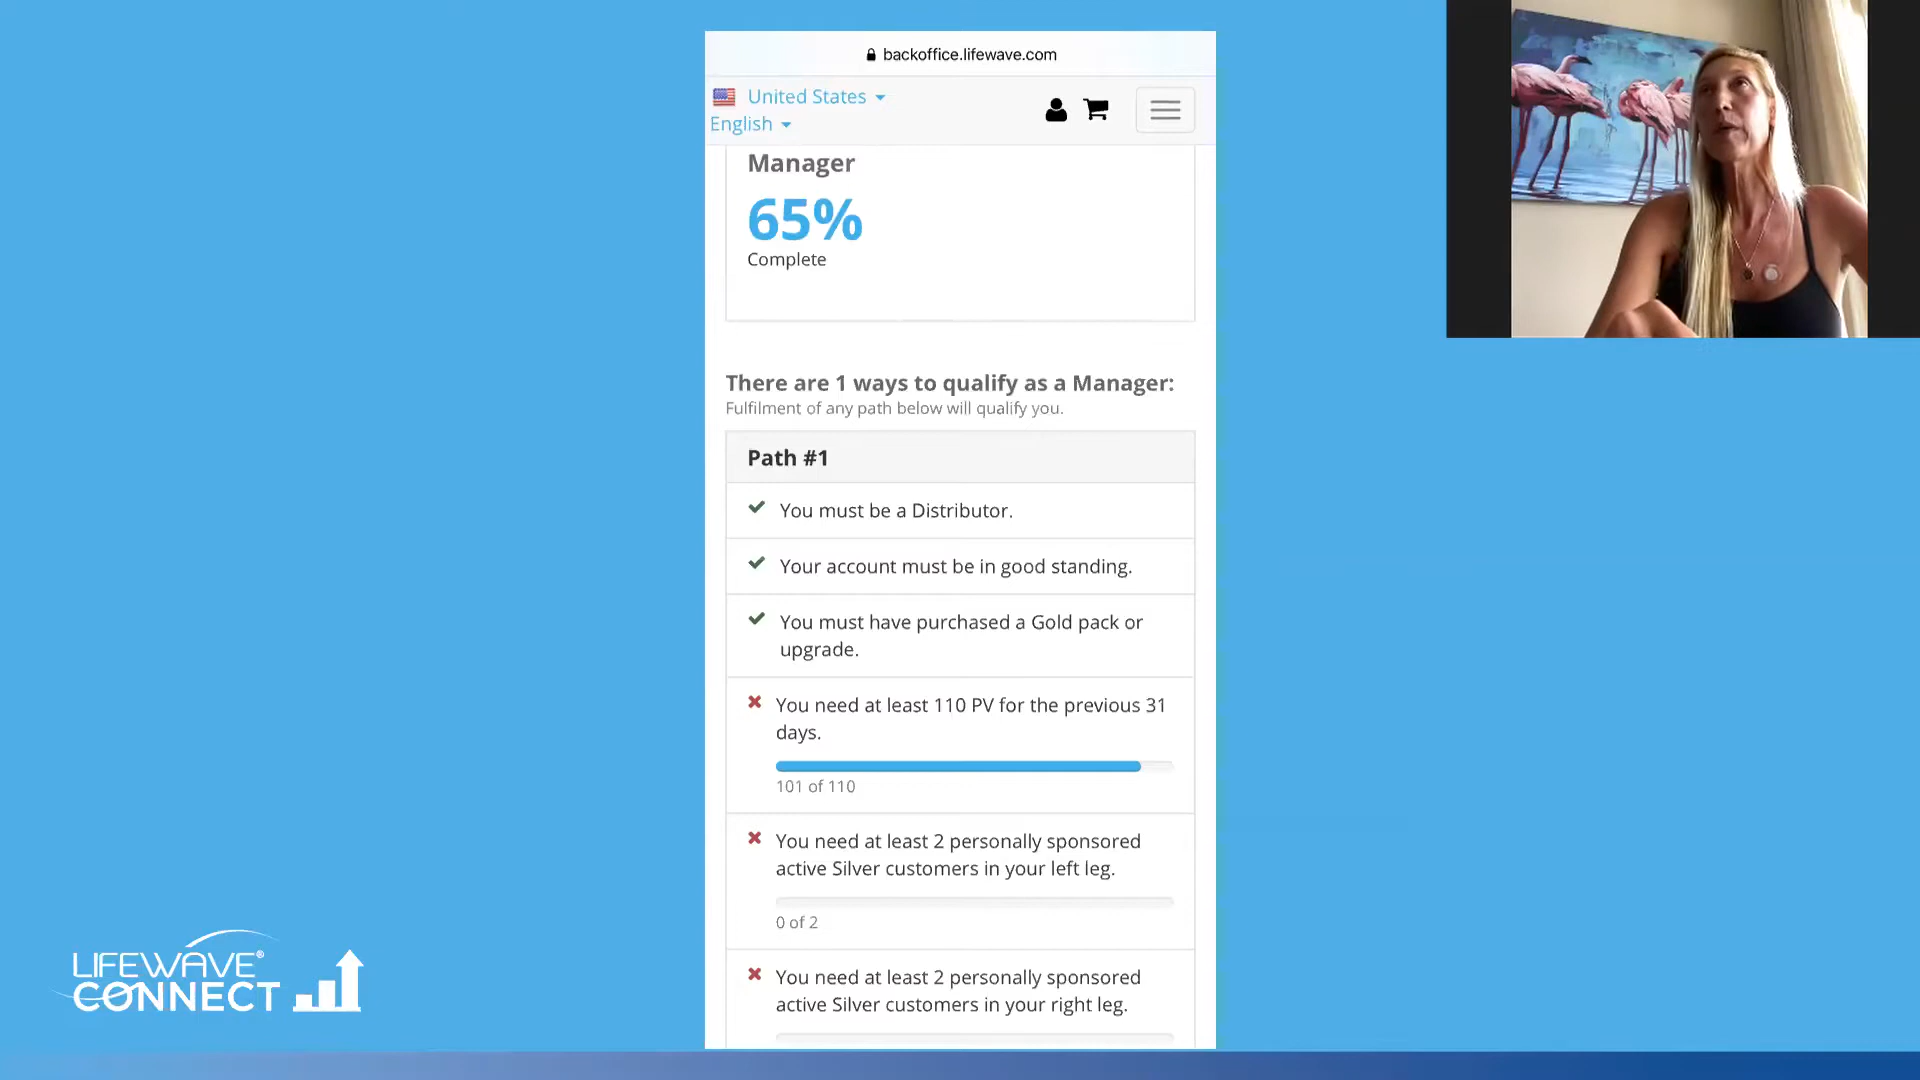 backoffice.lifewave.com
United States
English
Manager
65%
Complete
There are 1 ways to qualify as a Manager:
Fulfilment of any path below will qualify you.
Path #1
You must be a Distributor.
Your account must be in good standing.
You must have purchased a Gold pack or
upgrade.
You need at least 110 PV for the previous 31
days.
101 of 110
You need at least 2 personally sponsored
active Silver customers in your left leg.
0 of 2
You need at least 2 personally sponsored
active Silver customers in your right leg.
LIFEWAVE®
CONNECT